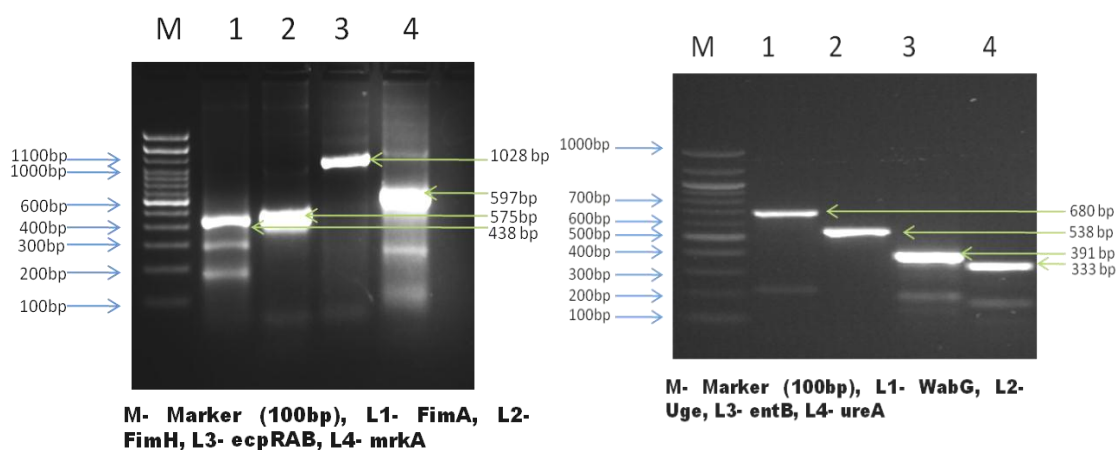 M 1 2 3 4
1100bp
1000bp
600bp
400bp
300bp
200bp
100bp
1028 bp
597bp
575bp
438 bp
M- Marker (100bp), L1- FimA, L2-
FimH, L3- ecpRAB, L4- mrkA
M 1 2 3 4
1000bp
700bp
600bp
500bp
400bp
300bp
200bp
100bp
680bp
538 bp
391 bp
333 bp
M- Marker (100bp), L1- WabG, L2-
Uge, L3- entB, L4- ureA